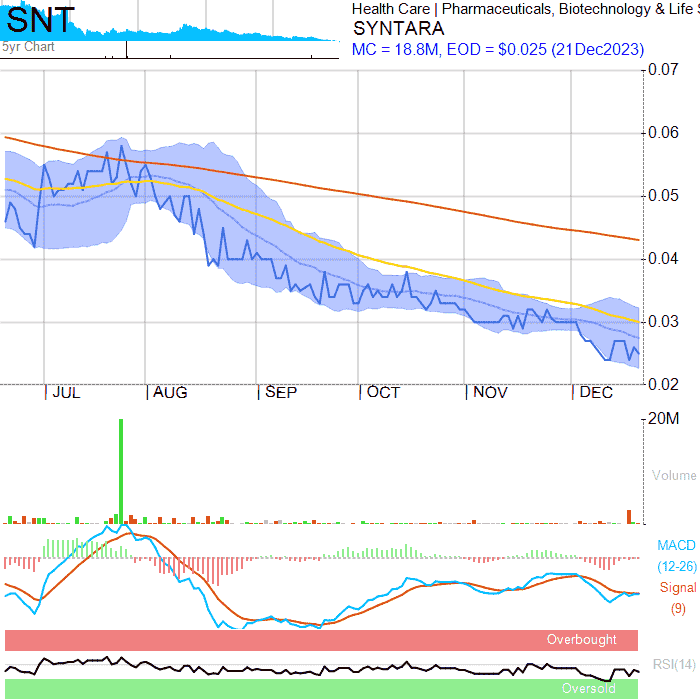 SNT
5yr Chart
Health Care | Pharmaceuticals, Biotechnology & Life S
SYNTARA
MC = 18.8M, EOD = $0.025 (21Dec2023)
0.07
0.06
0.05
0.04
0.03
0.02
JUL AUG SEP OCT NOV DEC
20M
Volume
MACD
(12-26)
Signal
(9)
Overbought
RSI(14)
Oversold